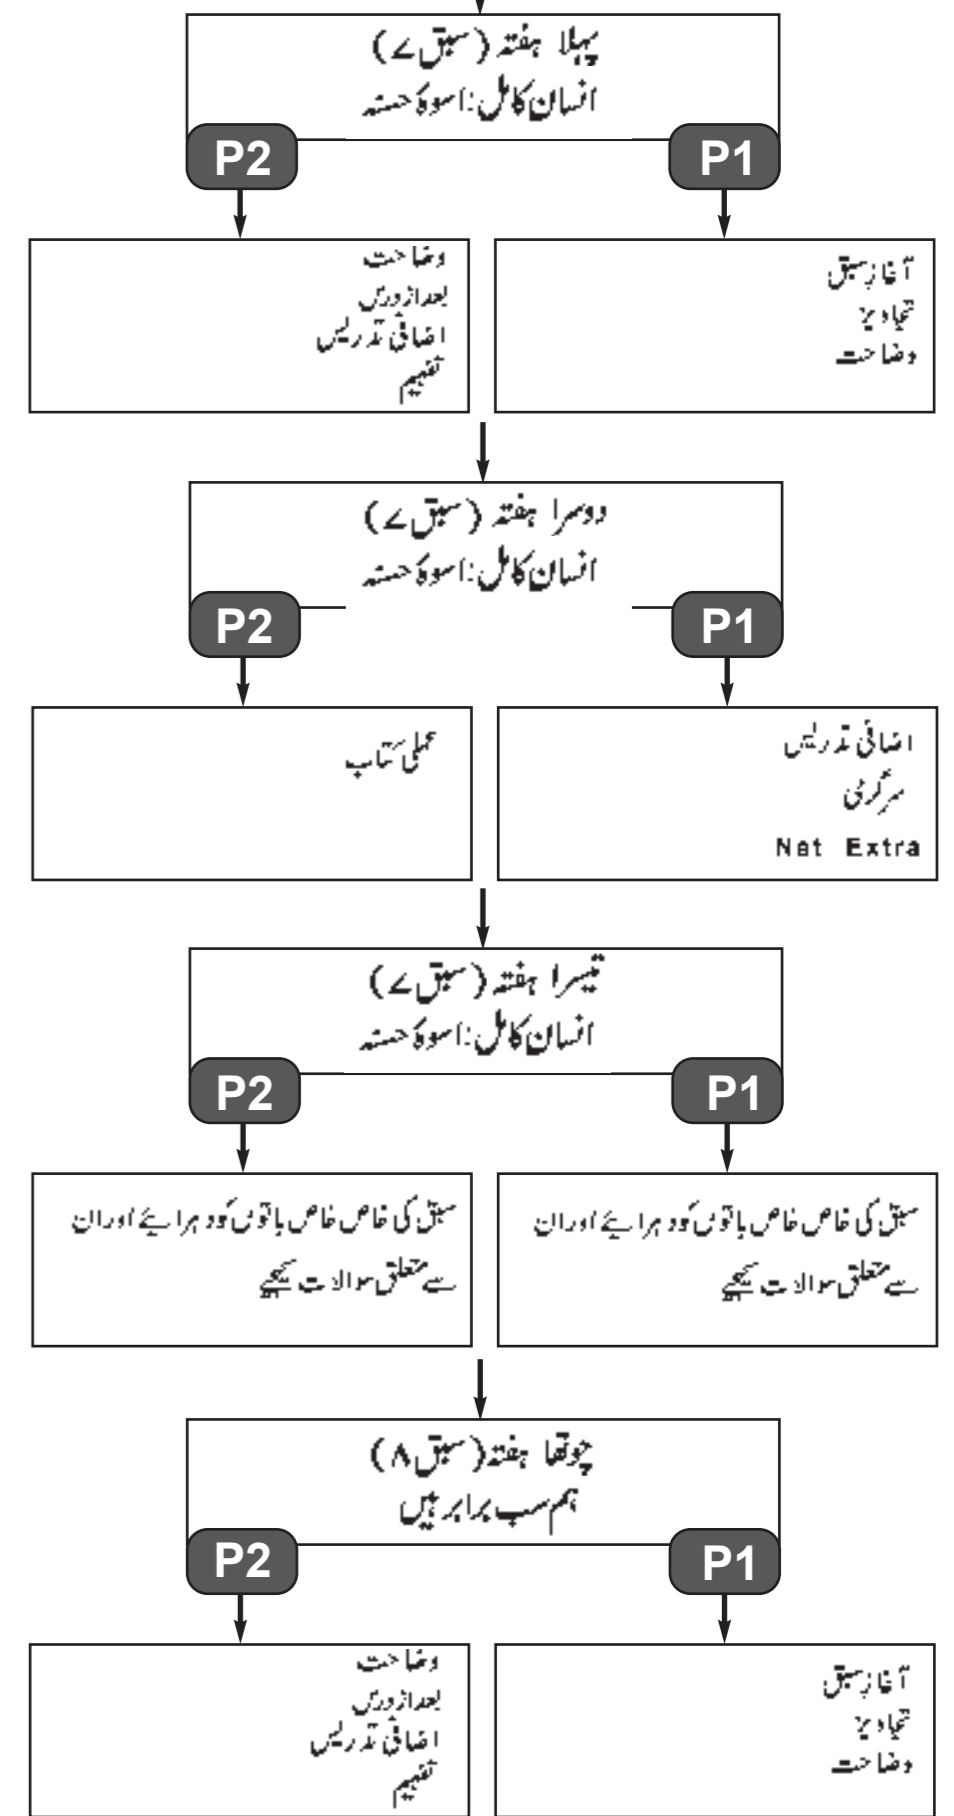 پہلا ہفتہ (سبق ۷)
انسان کامل: اسوۂ حسنہ
P1
P2
آغازِ سبق
تجاویز
وضاحت
وضاحت
بعد از درس
اضافی تدریس
تفہیم
دوسرا ہفتہ (سبق ۷)
انسان کامل: اسوۂ حسنہ
P1
P2
اضافی تدریس
سرگرمی
Net Extra
عملی کتاب
تیسرا ہفتہ (سبق ۷)
انسان کامل: اسوۂ حسنہ
P1
P2
سبق کی خاص خاص باتوں کو دہرایئے اور ان
سے متعلق سوالات کیجیے
سبق کی خاص خاص باتوں کو دہرایئے اور ان
سے متعلق سوالات کیجیے
چوتھا ہفتہ (سبق ۸)
ہم سب برابر ہیں
P1
P2
آغازِ سبق
تجاویز
وضاحت
وضاحت
بعد از درس
اضافی تدریس
تفہیم